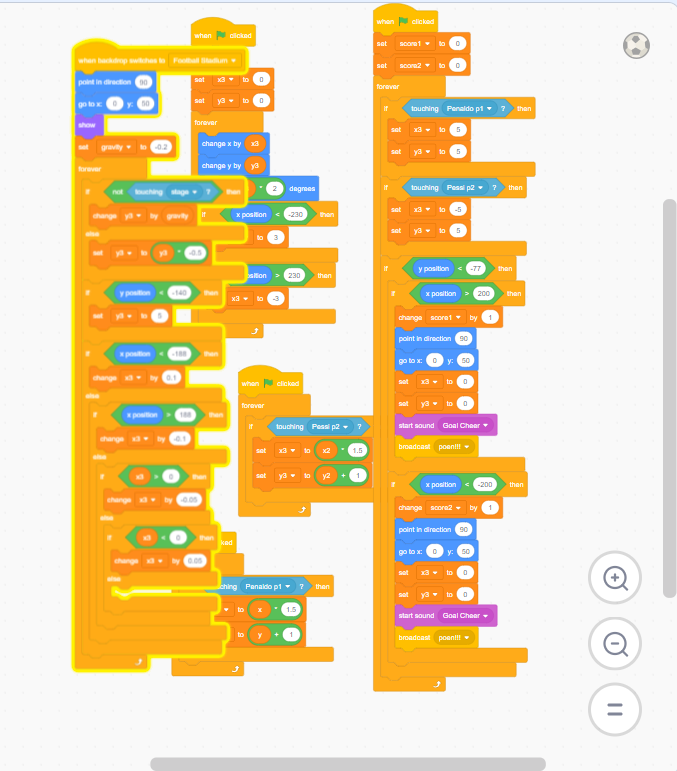 when backdrop switches to Football Stadium
point in direction 90
go to x: 0 y: 50
show
set gravity to -0.2
forever
if not touching stage ? then
change y3 by gravity
else
set y3 to y3 * -0.5
if y position < -140 then
set y3 to 5
if x position < -188 then
change x3 by 0.1
else
if x position > 188 then
change x3 by -0.1
else
if x3 > 0 then
change x3 by -0.05
else
if x3 < 0 then
change x3 by 0.05
else
when clicked
set x3 to 0
set y3 to 0
forever
change x by x3
change y by y3
* 2 degrees
if x position < -230 then
to 3
position > 230 then
x3 to -3
when clicked
forever
if touching Pessi p2 ?
set x3 to x2 * 1.5
set y3 to y2 + 1
touching Penaldo p1 ? then
to x * 1.5
to y + 1
when clicked
set score1 to 0
set score2 to 0
forever
if touching Penaldo p1 ? then
set x3 to 5
set y3 to 5
if touching Pessi p2 ? then
set x3 to -5
set y3 to 5
if y position < -77 then
if x position > 200 then
change score1 by 1
point in direction 90
go to x: 0 y: 50
set x3 to 0
set y3 to 0
start sound Goal Cheer
broadcast poen!!!
if x position < -200 then
change score2 by 1
point in direction 90
go to x: 0 y: 50
set x3 to 0
set y3 to 0
start sound Goal Cheer
broadcast poen!!!